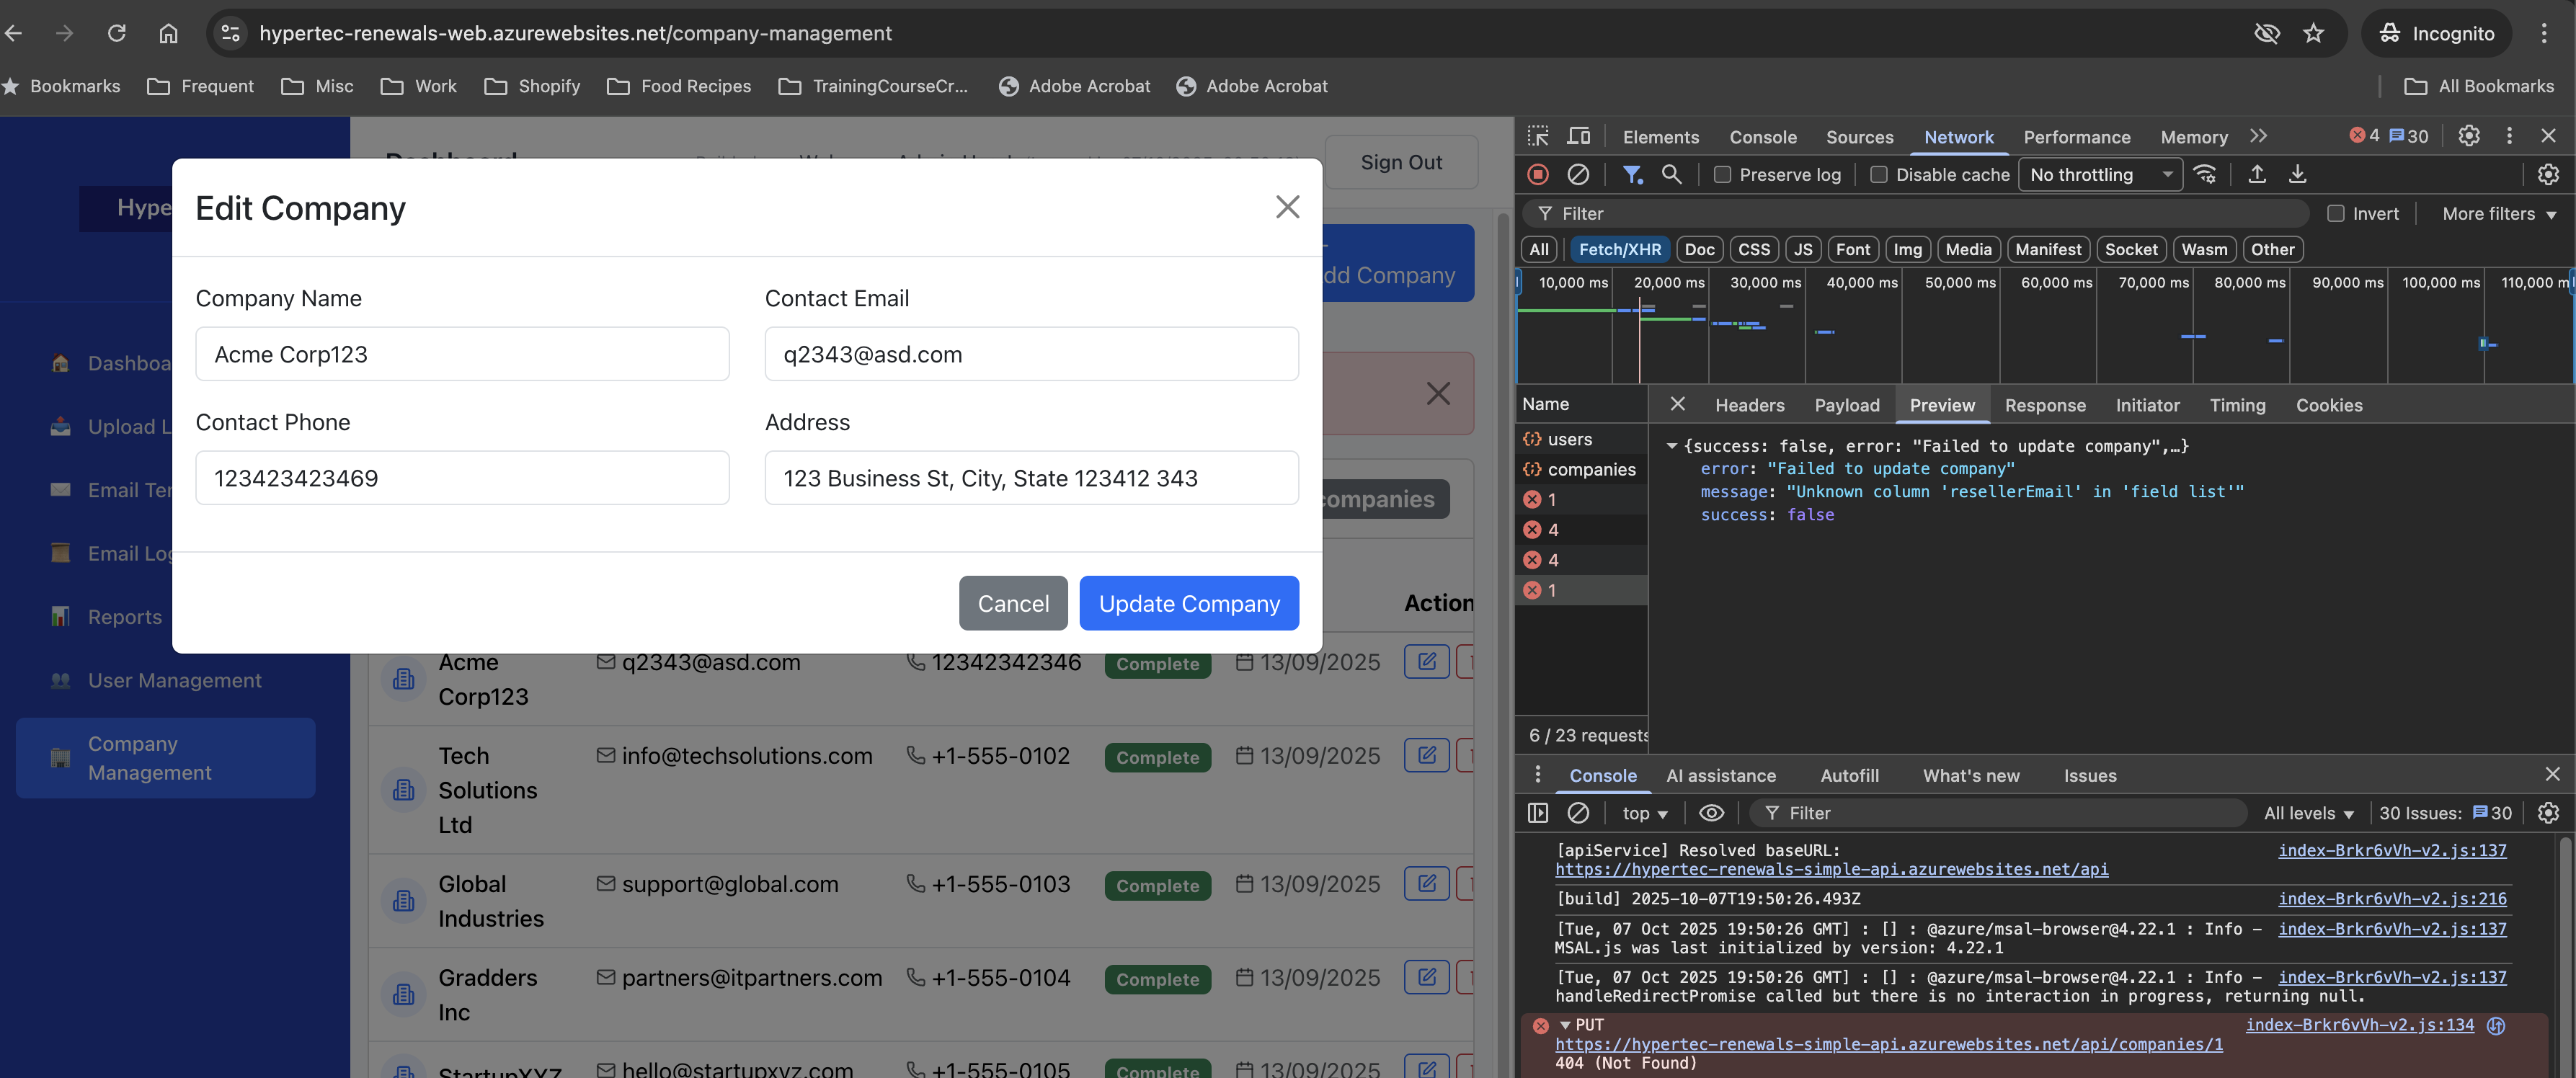 hypertec-renewals-web.azurewebsites.net/company-management
Incognito
Bookmarks Frequent Misc Work Shopify Food Recipes TrainingCourseCr... Adobe Acrobat Adobe Acrobat All Bookmarks
Dashboard
Sign Out
Hype
Dashboa
Upload L
Email Ter
Email Log
Reports
User Management
Company
Management
dd Company
companies
Action
Edit Company
Company Name
Contact Email
Acme Corp123
q2343@asd.com
Contact Phone
Address
123423423469
123 Business St, City, State 123412 343
Cancel
Update Company
Acme
Corp123
q2343@asd.com 12342342346 Complete 13/09/2025
Tech
Solutions
Ltd
info@techsolutions.com +1-555-0102 Complete 13/09/2025
Global
Industries
support@global.com +1-555-0103 Complete 13/09/2025
Gradders
Inc
partners@itpartners.com +1-555-0104 Complete 13/09/2025
StartupXYZ hello@startupxyz.com +1-555-0105 Complete 13/09/2025
Elements Console Sources Network Performance Memory 4 30
Preserve log Disable cache No throttling
Filter Invert More filters
All Fetch/XHR Doc CSS JS Font Img Media Manifest Socket Wasm Other
10,000 ms 20,000 ms 30,000 ms 40,000 ms 50,000 ms 60,000 ms 70,000 ms 80,000 ms 90,000 ms 100,000 ms 110,000 m
Name
users
companies
1
4
4
1
6 / 23 requests
Headers Payload Preview Response Initiator Timing Cookies
{success: false, error: "Failed to update company",…}
error: "Failed to update company"
message: "Unknown column 'resellerEmail' in 'field list'"
success: false
Console AI assistance Autofill What's new Issues
top Filter All levels 30 Issues: 30
[apiService] Resolved baseURL: index-Brkr6vVh-v2.js:137
https://hypertec-renewals-simple-api.azurewebsites.net/api
[build] 2025-10-07T19:50:26.493Z index-Brkr6vVh-v2.js:216
[Tue, 07 Oct 2025 19:50:26 GMT] : [] : @azure/msal-browser@4.22.1 : Info - index-Brkr6vVh-v2.js:137
MSAL.js was last initialized by version: 4.22.1
[Tue, 07 Oct 2025 19:50:26 GMT] : [] : @azure/msal-browser@4.22.1 : Info - index-Brkr6vVh-v2.js:137
handleRedirectPromise called but there is no interaction in progress, returning null.
PUT index-Brkr6vVh-v2.js:134
https://hypertec-renewals-simple-api.azurewebsites.net/api/companies/1
404 (Not Found)